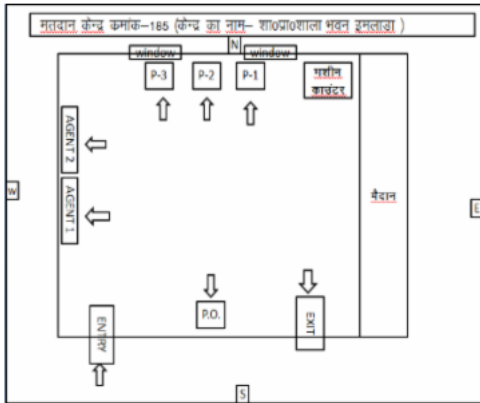 मतदान केन्द्र कमांक–185 (केन्द्र का नाम– शा0प्रा0शाला भवन इमलाडा )
N
window window
P-3 P-2 P-1 मशीन
काउंटर
AGENT 2
AGENT 1
W
मैदान
E
ENTRY
P.O.
EXIT
S